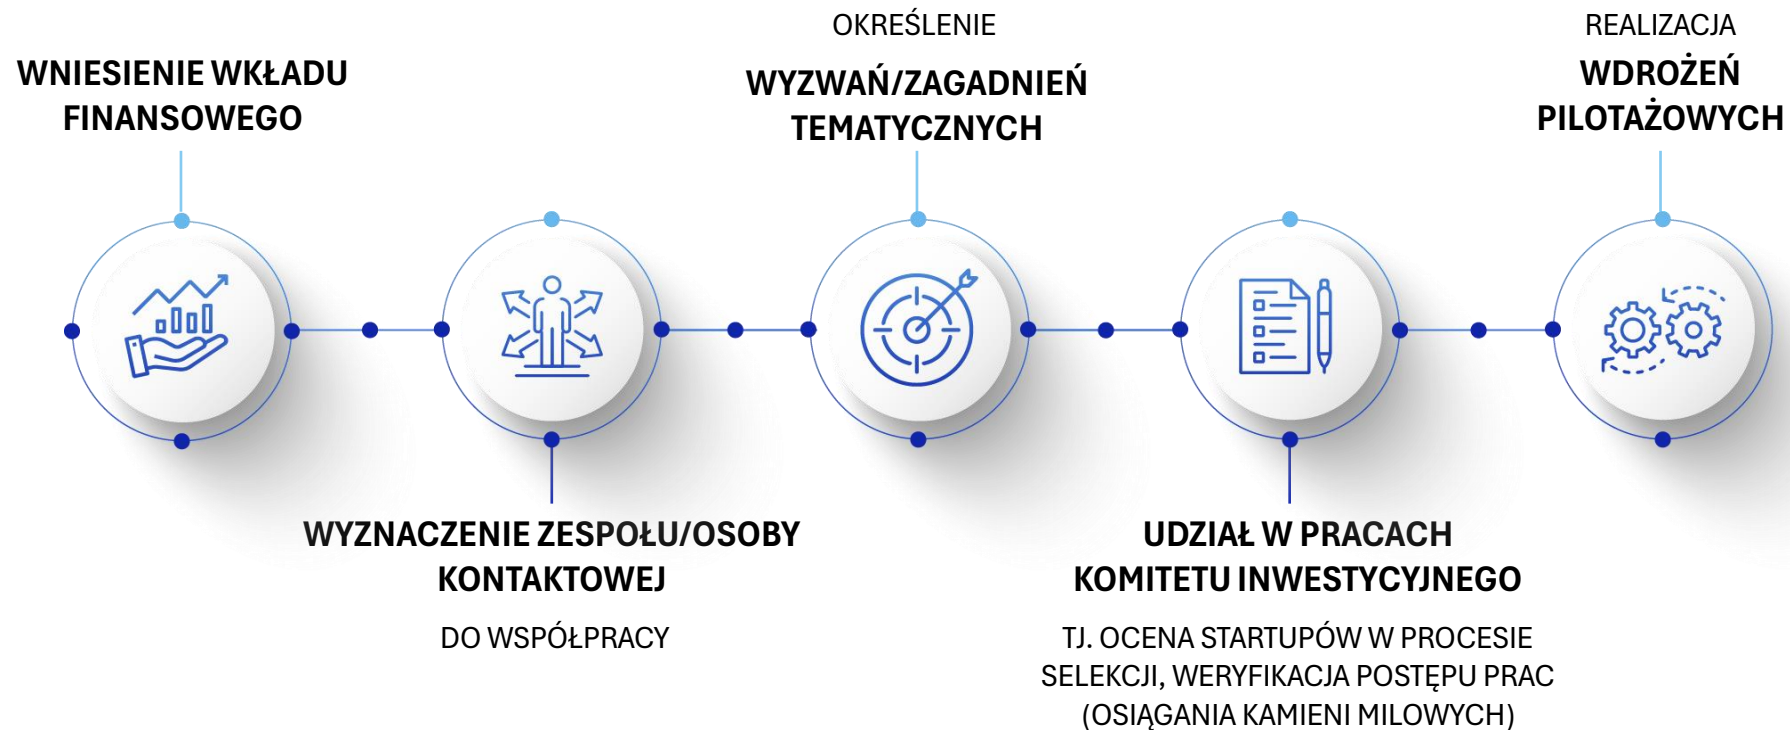 WNIESIENIE WKŁADU
FINANSOWEGO
WYZNACZENIE ZESPOŁU/OSOBY
KONTAKTOWEJ
DO WSPÓŁPRACY
OKREŚLENIE
WYZWAŃ/ZAGADNIEŃ
TEMATYCZNYCH
UDZIAŁ W PRACACH
KOMITETU INWESTYCYJNEGO
TJ. OCENA STARTUPÓW W PROCESIE
SELEKCJI, WERYFIKACJA POSTĘPU PRAC
(OSIĄGANIA KAMIENI MILOWYCH)
REALIZACJA
WDROŻEŃ
PILOTAŻOWYCH